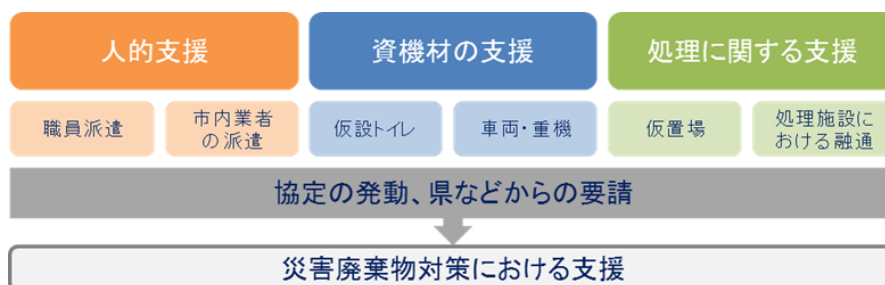 人的支援
資機材の支援
処理に関する支援
職員派遣
市内業者
の派遣
仮設トイレ
車両・重機
仮置場
処理施設に
おける融通
協定の発動、県などからの要請
災害廃棄物対策における支援